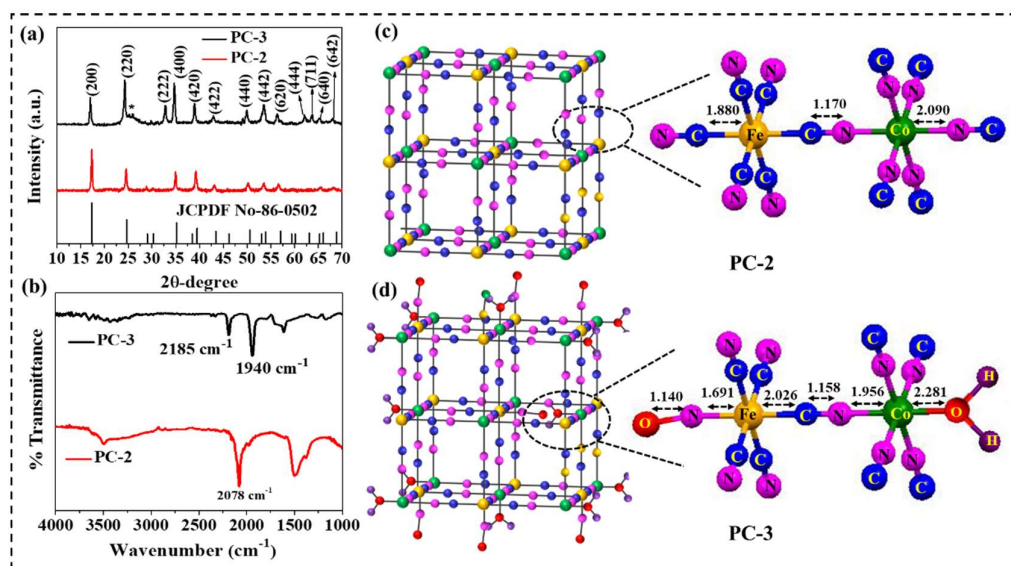 (a)
PC-3
PC-2
(200)
(220)
*
(222)
(400)
(420)
(422)
(440)
(442)
(620)
(444)
(711)
(640)
(642)
Intensity (a.u.)
JCPDF No-86-0502
10 15 20 25 30 35 40 45 50 55 60 65 70
2θ-degree
(b)
PC-3
2185 cm-1
1940 cm-1
PC-2
2078 cm-1
% Transmittance
4000 3500 3000 2500 2000 1500 1000
Wavenumber (cm-1)
(c)
N N C C
1.880 1.170 2.090
C C N N
N C Fe C N Co N C
C C N N
N N C C
PC-2
(d)
N N C C
1.140 1.691 2.026 1.158 1.956 2.281
C C N N H
O N Fe C N Co O
C C N N H
N N C C
PC-3